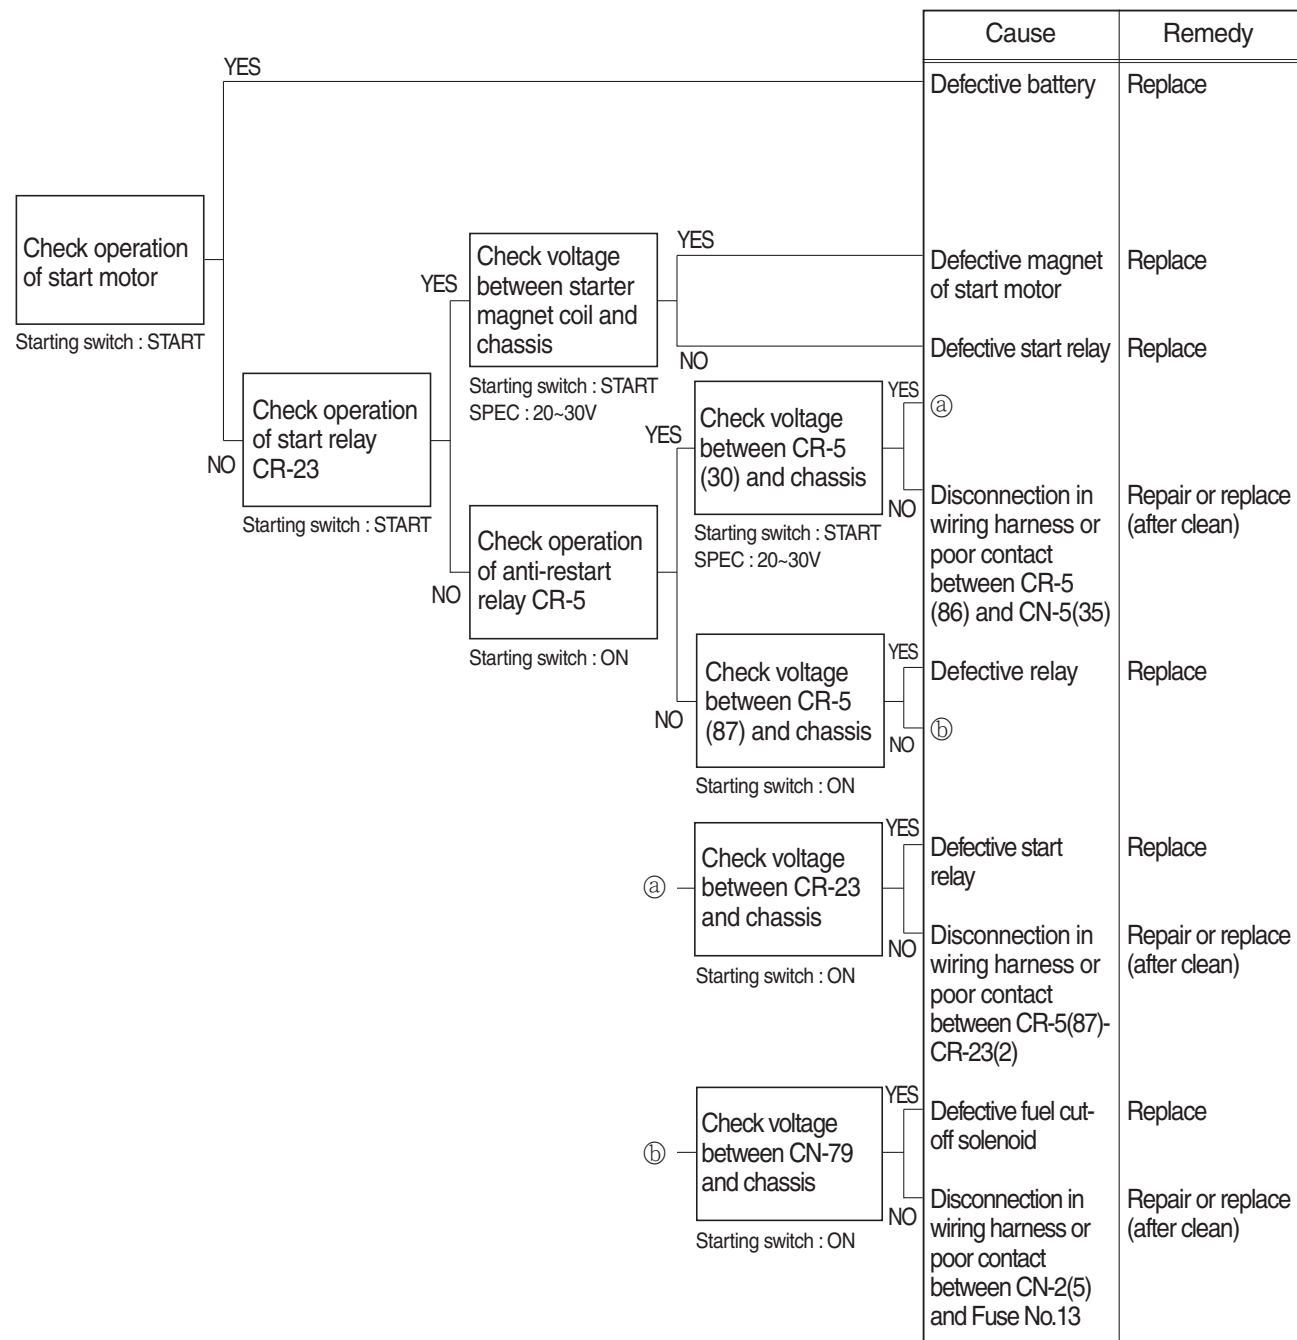 Cause
Remedy
YES
Defective battery
Replace
Check operation
of start motor
Starting switch : START
YES
Check voltage
between starter
magnet coil and
chassis
Starting switch : START
SPEC : 20~30V
YES
Defective magnet
of start motor
Replace
NO
Defective start relay
Replace
NO
Check operation
of start relay
CR-23
Starting switch : START
YES
Check voltage
between CR-5
(30) and chassis
Starting switch : START
SPEC : 20~30V
YES
ⓐ
NO
Disconnection in
wiring harness or
poor contact
between CR-5
(86) and CN-5(35)
Repair or replace
(after clean)
NO
Check operation
of anti-restart
relay CR-5
Starting switch : ON
NO
Check voltage
between CR-5
(87) and chassis
Starting switch : ON
YES
Defective relay
Replace
NO
ⓑ
ⓐ
Check voltage
between CR-23
and chassis
Starting switch : ON
YES
Defective start
relay
Replace
NO
Disconnection in
wiring harness or
poor contact
between CR-5(87)-
CR-23(2)
Repair or replace
(after clean)
ⓑ
Check voltage
between CN-79
and chassis
Starting switch : ON
YES
Defective fuel cut-
off solenoid
Replace
NO
Disconnection in
wiring harness or
poor contact
between CN-2(5)
and Fuse No.13
Repair or replace
(after clean)